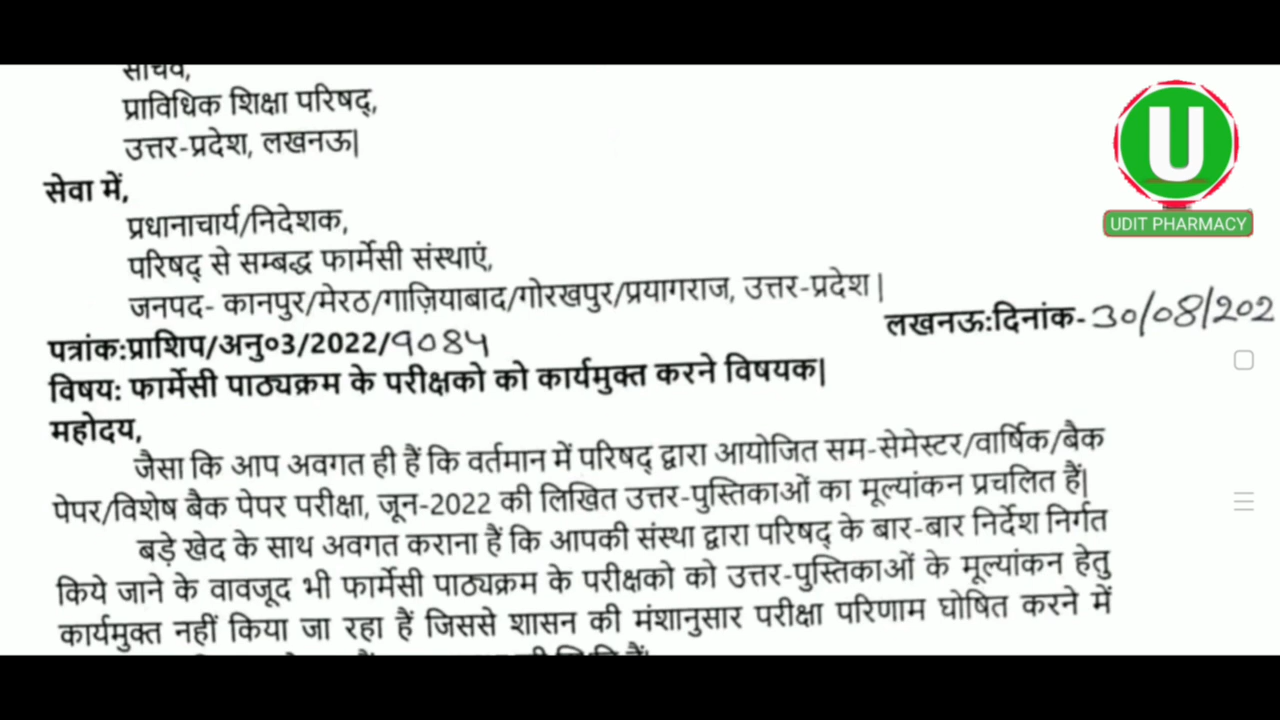 सचिव,
प्राविधिक शिक्षा परिषद्,
उत्तर-प्रदेश, लखनऊ|
सेवा में,
प्रधानाचार्य/निदेशक,
परिषद् से सम्बद्ध फार्मेसी संस्थाएं,
जनपद- कानपुर/मेरठ/गाज़ियाबाद/गोरखपुर/प्रयागराज, उत्तर-प्रदेश |
लखनऊ:दिनांक-30/08/202
पत्रांक:प्राशिप/अनु०3/2022/9084
विषय: फार्मेसी पाठ्यक्रम के परीक्षको को कार्यमुक्त करने विषयक|
महोदय,
जैसा कि आप अवगत ही हैं कि वर्तमान में परिषद् द्वारा आयोजित सम-सेमेस्टर/वार्षिक/बैक
पेपर/विशेष बैक पेपर परीक्षा, जून-2022 की लिखित उत्तर-पुस्तिकाओं का मूल्यांकन प्रचलित हैं|
बड़े खेद के साथ अवगत कराना हैं कि आपकी संस्था द्वारा परिषद् के बार-बार निर्देश निर्गत
किये जाने के वावजूद भी फार्मेसी पाठ्यक्रम के परीक्षको को उत्तर-पुस्तिकाओं के मूल्यांकन हेतु
कार्यमुक्त नहीं किया जा रहा हैं जिससे शासन की मंशानुसार परीक्षा परिणाम घोषित करने में
U
UDIT PHARMACY